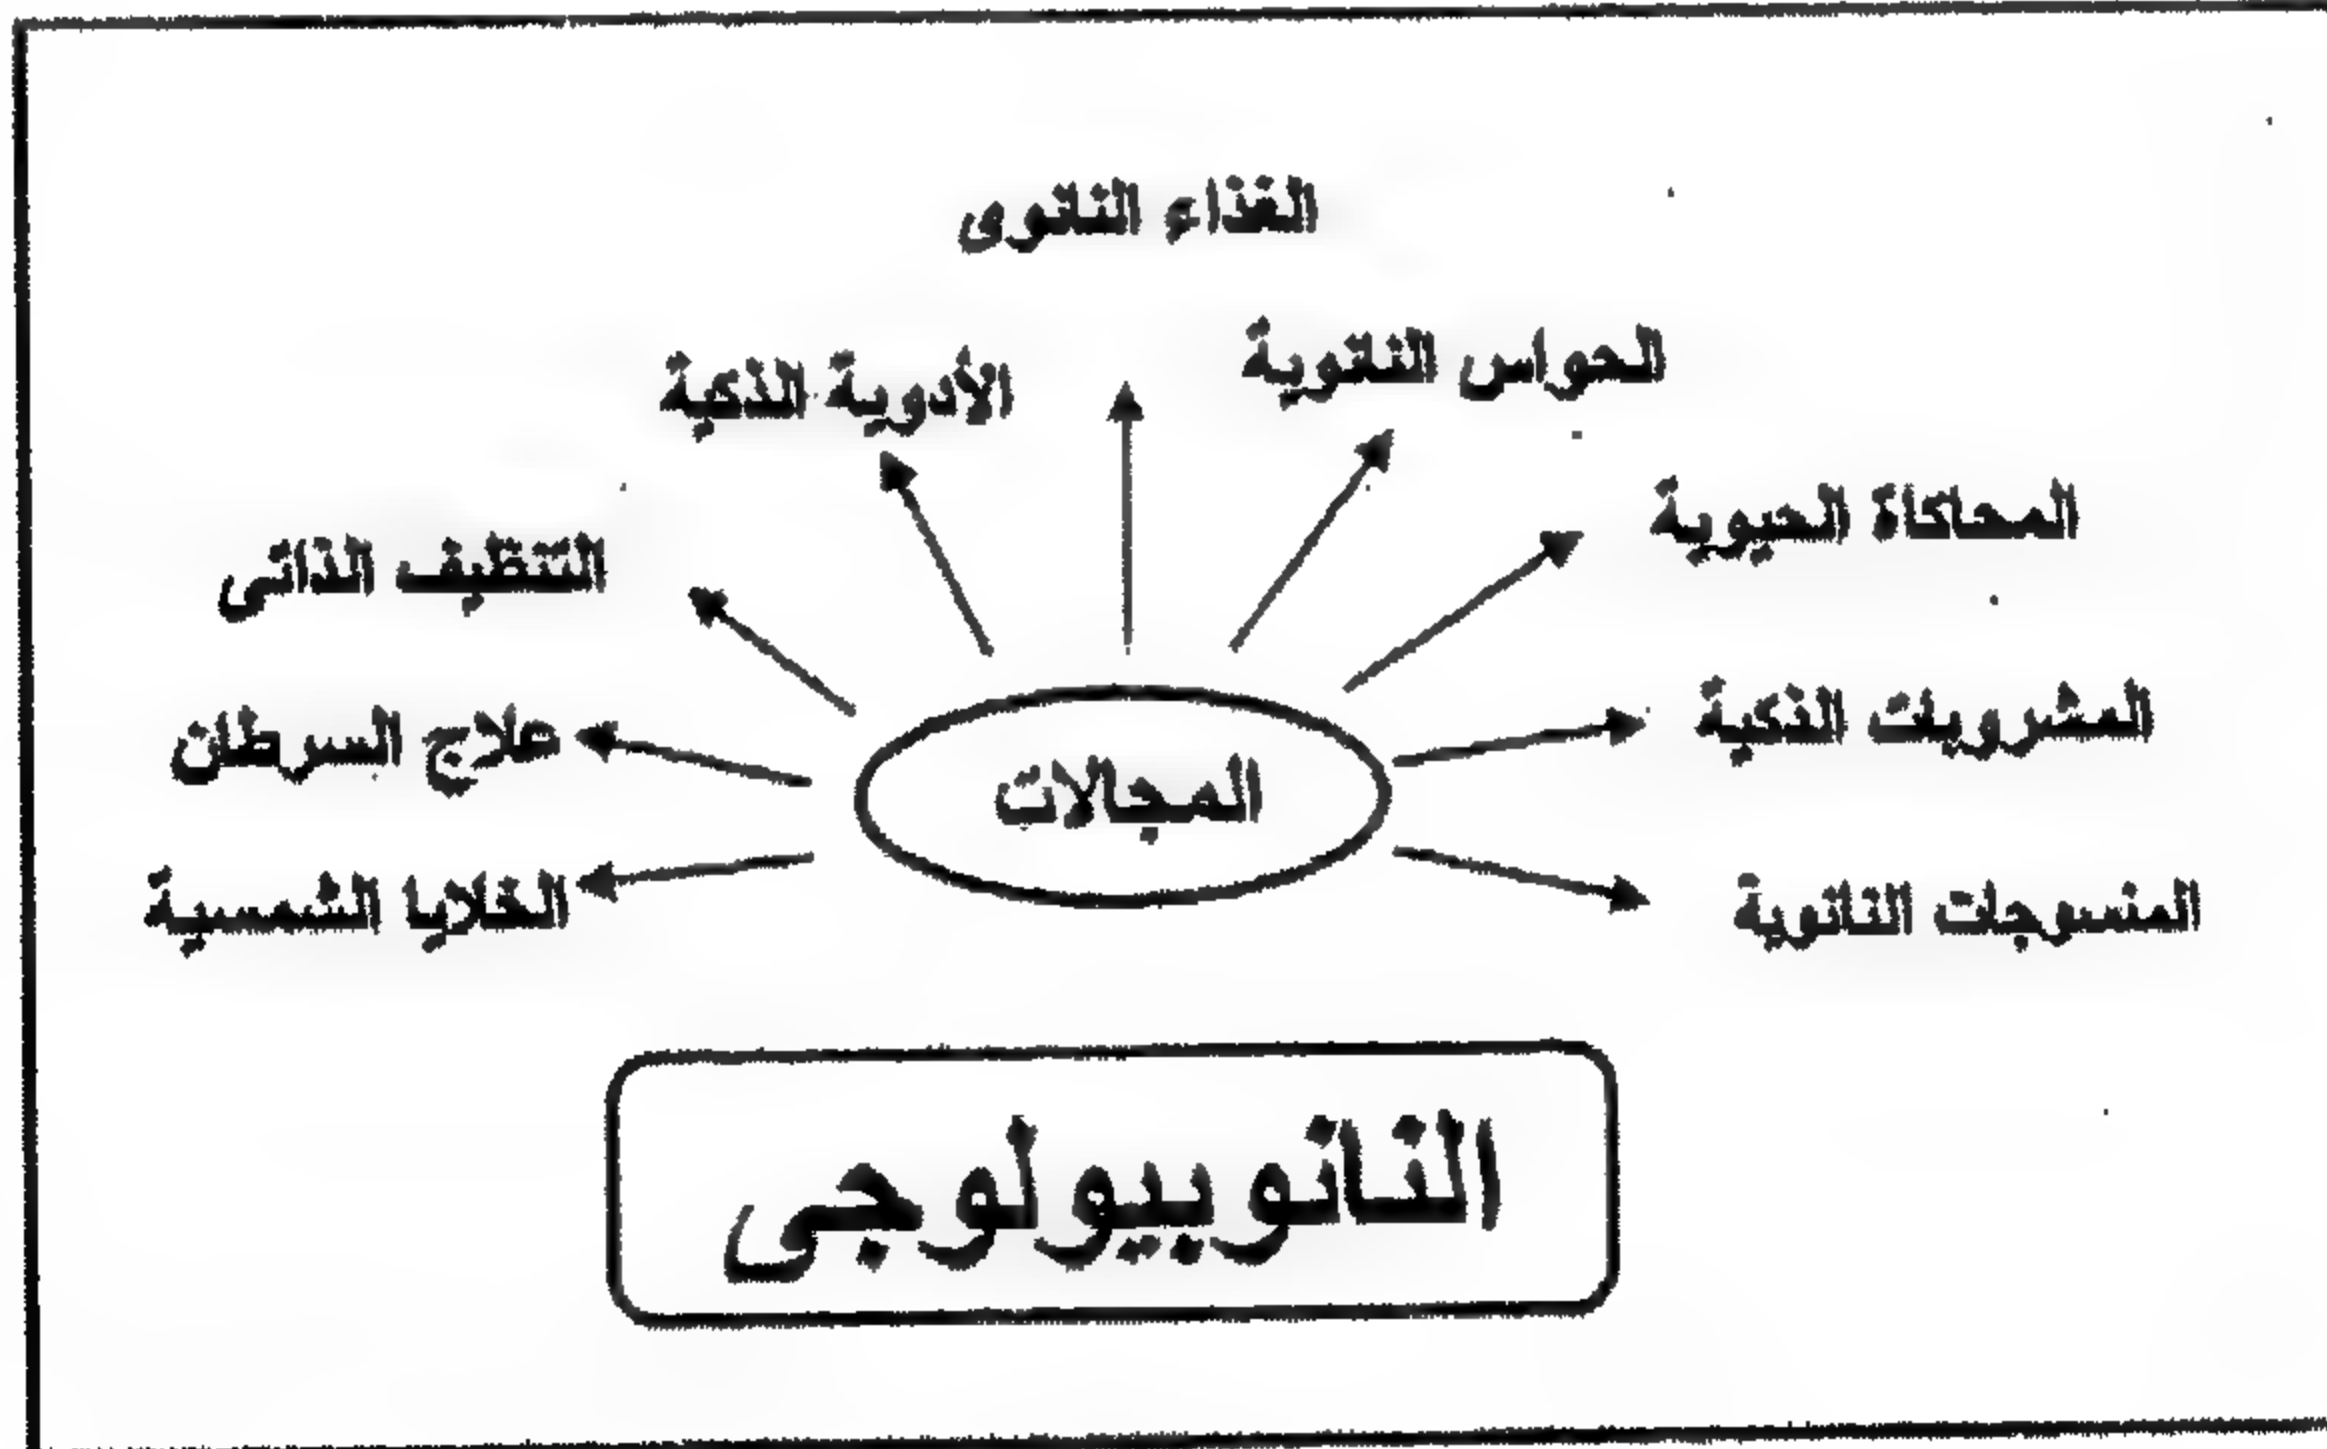 الغذاء النانوى
الحواس النانوية
الأدوية الذكية
المحاكاة الحيوية
التنظيف الذاتى
المشروبات الذكية
علاج السرطان
المجالات
المنسوجات النانوية
الخلايا الشمسية
النانوبيولوجى